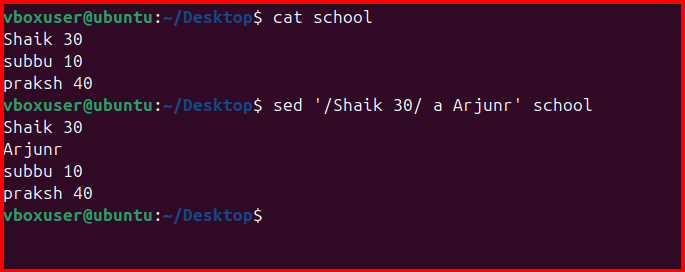 vboxuser@ubuntu:~/Desktop$ cat school
Shaik 30
subbu 10
praksh 40
vboxuser@ubuntu:~/Desktop$ sed '/Shaik 30/ a Arjunr' school
Shaik 30
Arjunr
subbu 10
praksh 40
vboxuser@ubuntu:~/Desktop$